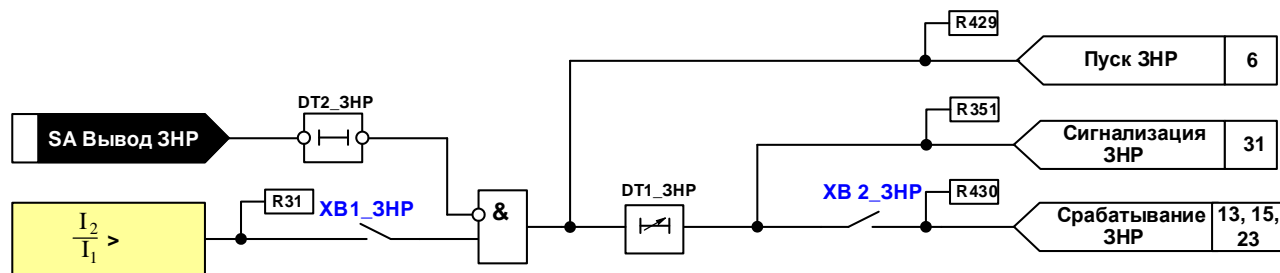 R429
Пуск ЗНР
6
DT2_ЗНР
SA Вывод ЗНР
R351
Сигнализация
ЗНР
31
R31
XB1_ЗНР
&
DT1_ЗНР
XB 2_ЗНР
R430
I2
I1
>
Срабатывание
ЗНР
13, 15,
23